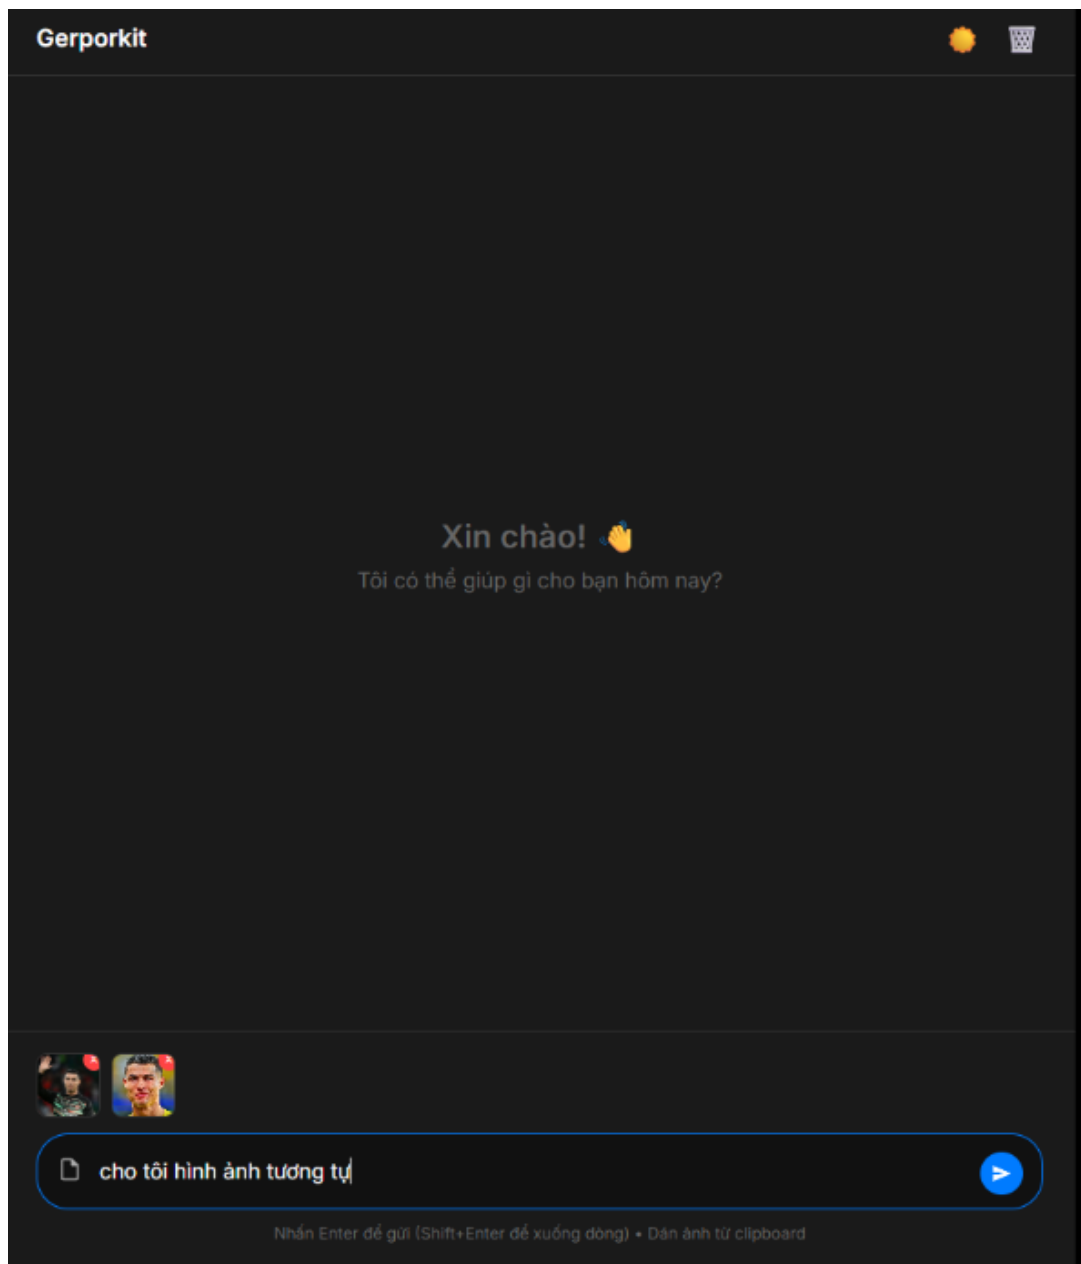 Gerporkit
Xin chào! 👋
Tôi có thể giúp gì cho bạn hôm nay?
cho tôi hình ảnh tương tự
Nhấn Enter để gửi (Shift+Enter để xuống dòng) • Dán ảnh từ clipboard